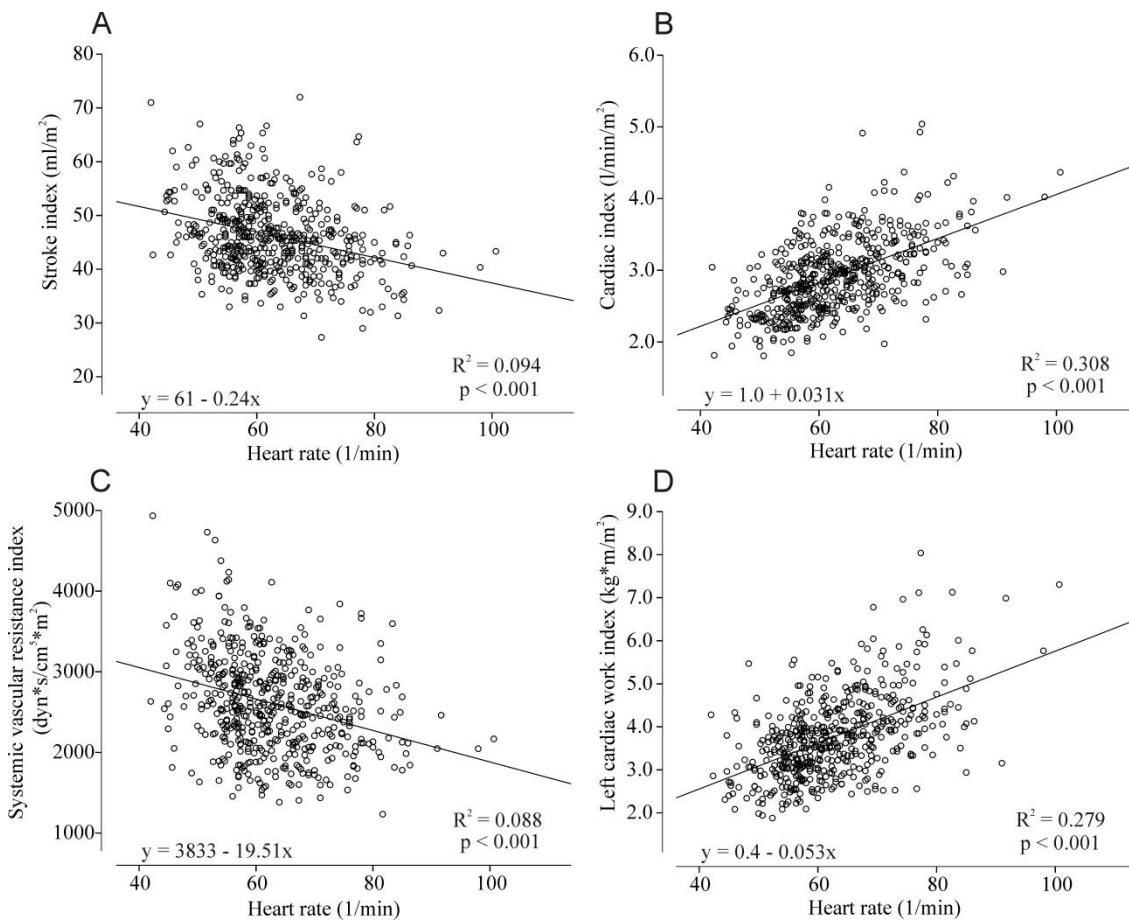 A
80
70
60
50
40
30
20
Stroke index (ml/m²)
R² = 0.094
p < 0.001
y = 61 - 0.24x
40 60 80 100
Heart rate (1/min)
B
6.0
5.0
4.0
3.0
2.0
Cardiac index (l/min/m²)
R² = 0.308
p < 0.001
y = 1.0 + 0.031x
40 60 80 100
Heart rate (1/min)
C
5000
4000
3000
2000
1000
Systemic vascular resistance index
(dyn*s/cm⁵*m²)
R² = 0.088
p < 0.001
y = 3833 - 19.51x
40 60 80 100
Heart rate (1/min)
D
9.0
8.0
7.0
6.0
5.0
4.0
3.0
2.0
Left cardiac work index (kg*m/m²)
R² = 0.279
p < 0.001
y = 0.4 - 0.053x
40 60 80 100
Heart rate (1/min)